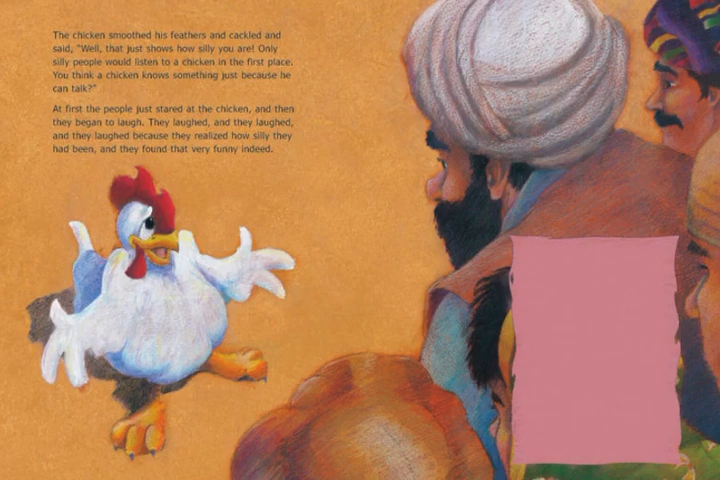 The chicken smoothed his feathers and cackled and
said, "Well, that just shows how silly you are! Only
silly people would listen to a chicken in the first place.
You think a chicken knows something just because he
can talk?"
At first the people just stared at the chicken, and then
they began to laugh. They laughed, and they laughed,
and they laughed because they realized how silly they
had been, and they found that very funny indeed.